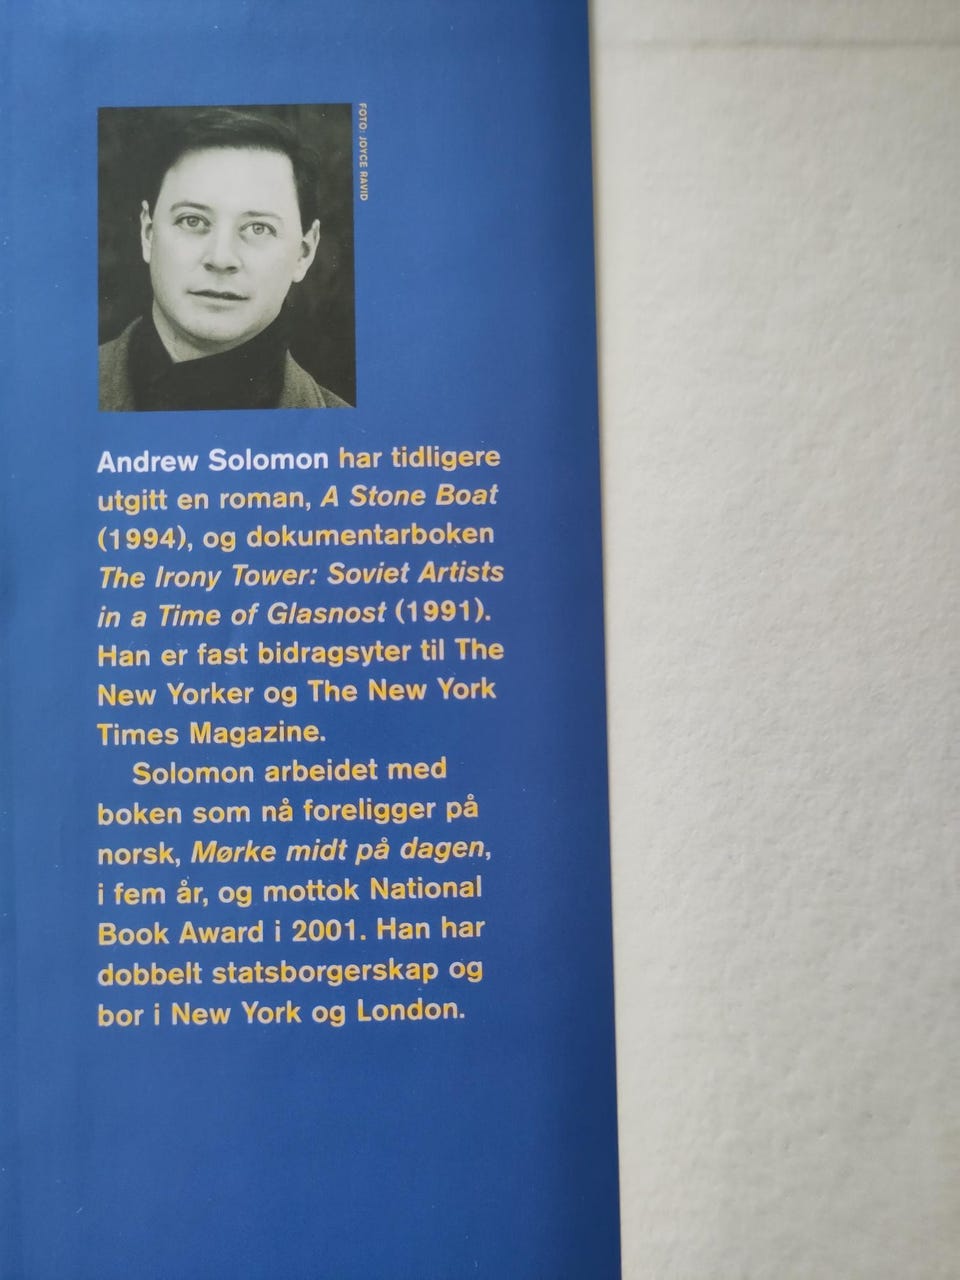 FOTO: JOYCE RAVID
Andrew Solomon har tidligere
utgitt en roman, A Stone Boat
(1994), og dokumentarboken
The Irony Tower: Soviet Artists
in a Time of Glasnost (1991).
Han er fast bidragsyter til The
New Yorker og The New York
Times Magazine.
Solomon arbeidet med
boken som nå foreligger på
norsk, Mørke midt på dagen,
i fem år, og mottok National
Book Award i 2001. Han har
dobbelt statsborgerskap og
bor i New York og London.